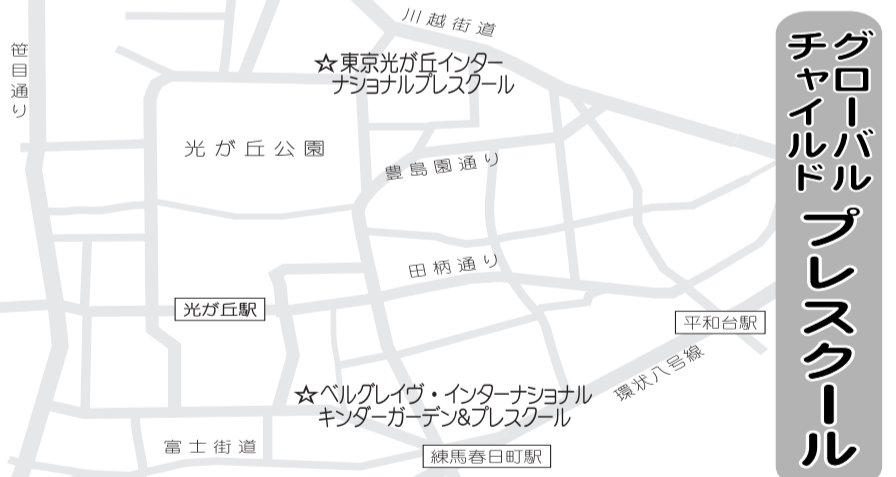 川越街道
笹目通り
☆東京光が丘インター
ナショナルプレスクール
光が丘公園
豊島園通り
田柄通り
光が丘駅
平和台駅
環状八号線
☆ベルグレイヴ・インターナショナル
キンダーガーデン&プレスクール
富士街道
練馬春日町駅
グローバル
チャイルド
プレスクール